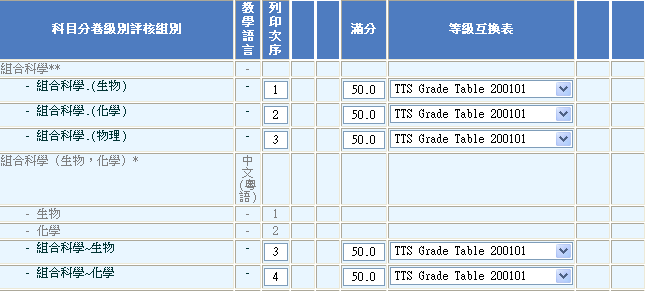 科目分卷級別評核組別 教學語言 列印次序 滿分 等級互換表
組合科學** -
- 組合科學.(生物) - 1 50.0 TTS Grade Table 200101
- 組合科學.(化學) - 2 50.0 TTS Grade Table 200101
- 組合科學.(物理) - 3 50.0 TTS Grade Table 200101
組合科學（生物，化學）* 中文(粵語)
- 生物 - 1
- 化學 - 2
- 組合科學~生物 - 3 50.0 TTS Grade Table 200101
- 組合科學~化學 - 4 50.0 TTS Grade Table 200101